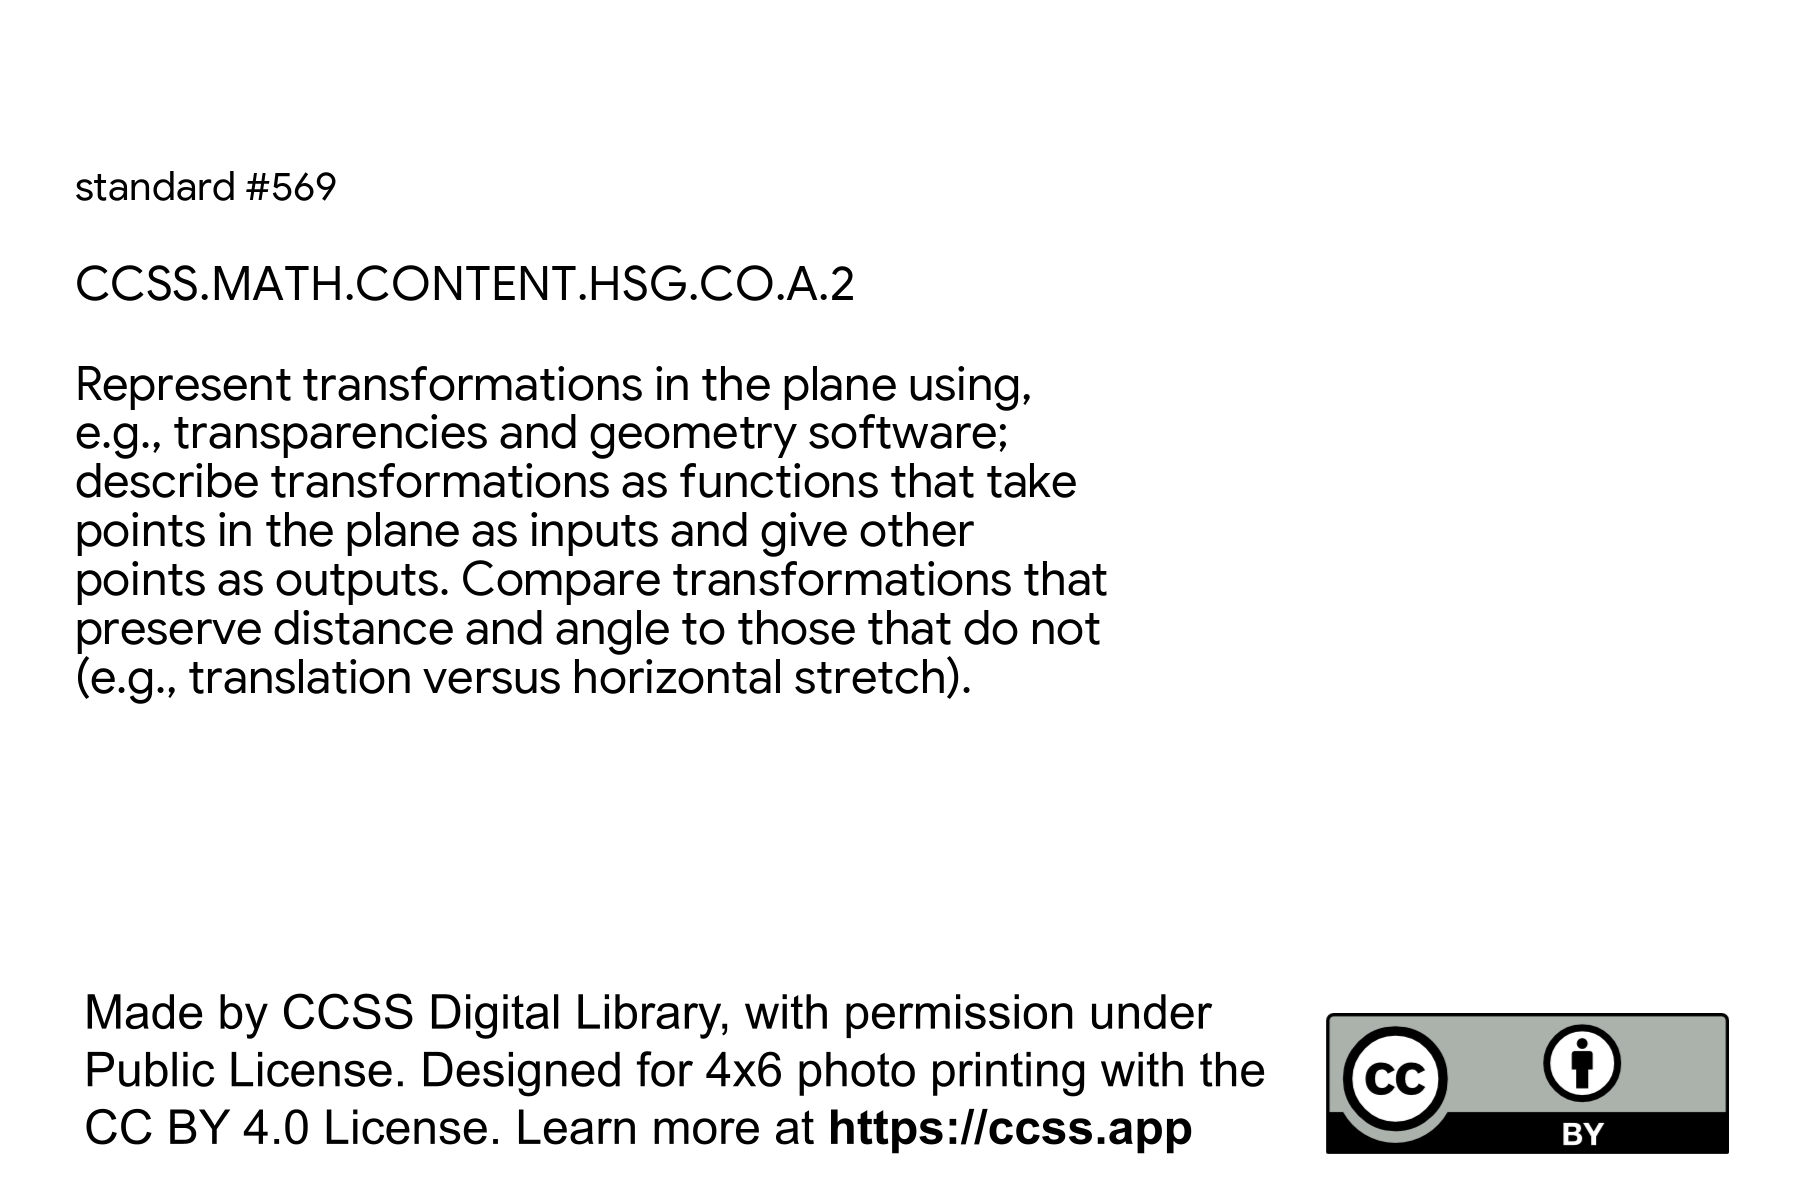 standard #569
CCSS.MATH.CONTENT.HSG.CO.A.2
Represent transformations in the plane using,
e.g., transparencies and geometry software;
describe transformations as functions that take
points in the plane as inputs and give other
points as outputs. Compare transformations that
preserve distance and angle to those that do not
(e.g., translation versus horizontal stretch).
Made by CCSS Digital Library, with permission under
Public License. Designed for 4x6 photo printing with the
CC BY 4.0 License. Learn more at https://ccss.app
CC
BY